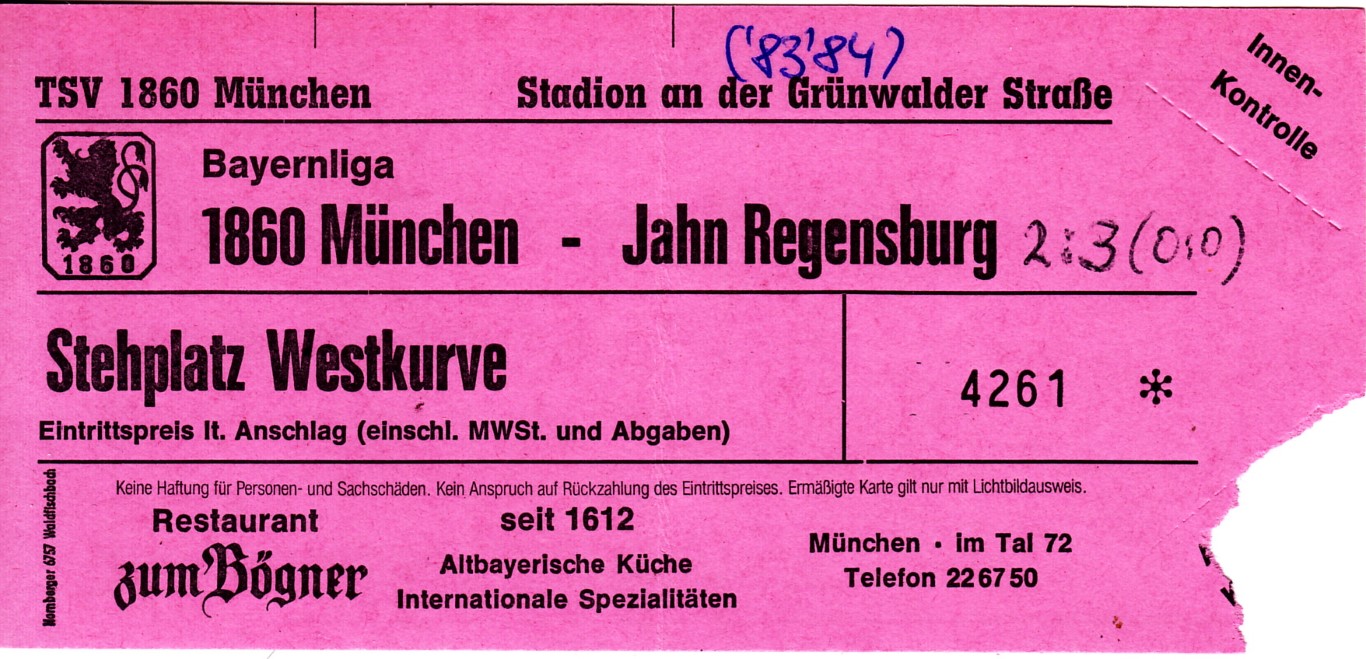 ('83'84)
TSV 1860 München Stadion an der Grünwalder Straße
Innen-
Kontrolle
Bayernliga
1860 München - Jahn Regensburg 2:3 (0:0)
1860
Stehplatz Westkurve
4261 *
Eintrittspreis lt. Anschlag (einschl. MWSt. und Abgaben)
Keine Haftung für Personen- und Sachschäden. Kein Anspruch auf Rückzahlung des Eintrittspreises. Ermäßigte Karte gilt nur mit Lichtbildausweis.
Restaurant
zum Bögner
seit 1612
Altbayerische Küche
Internationale Spezialitäten
München · im Tal 72
Telefon 22 67 50
Homberger 6757 Waldfischbach